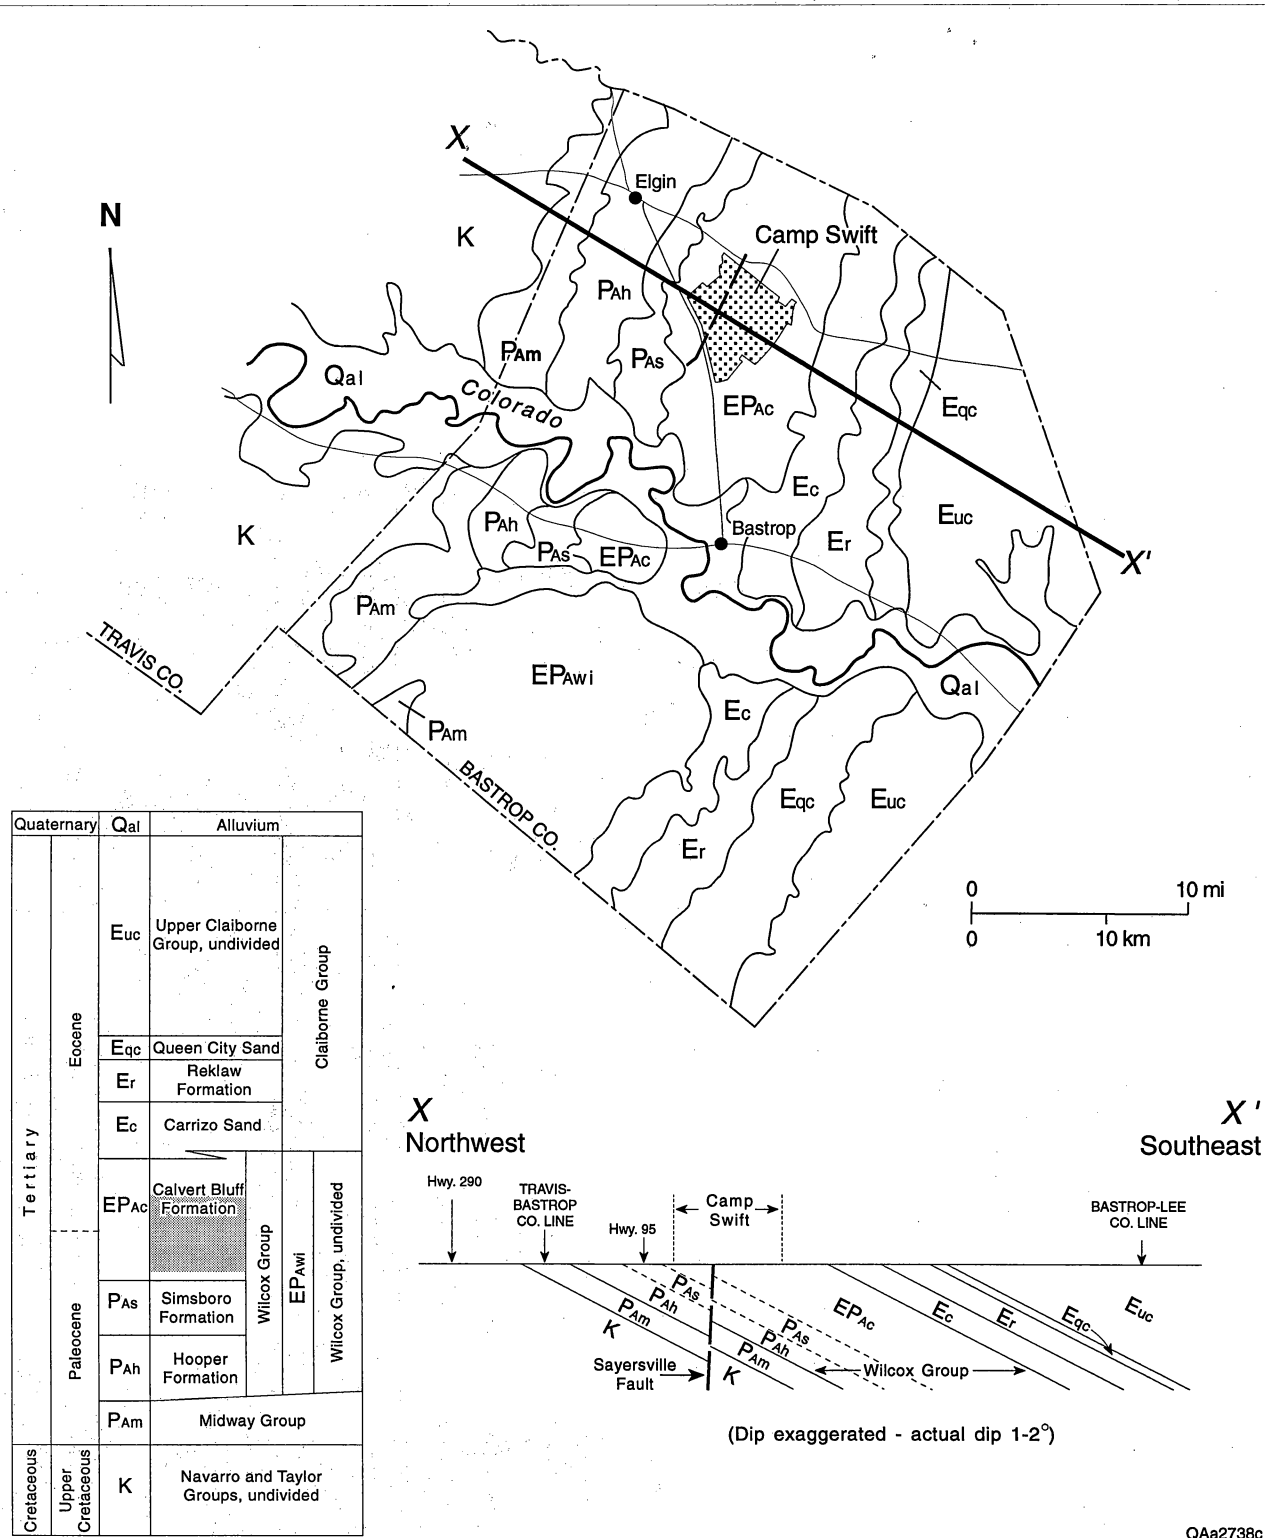 X
Elgin
N
K
Camp Swift
PAh
PAm
PAs
Qal
Colorado
EPAc
Eqc
Ec
Euc
K
PAh
PAs
EPAc
Bastrop
Er
X'
PAm
TRAVIS CO.
EPAwi
Qal
Ec
PAm
BASTROP CO.
Eqc
Euc
Er
0 10 mi
0 10 km
Quaternary Qal Alluvium
Tertiary
Eocene
Euc Upper Claiborne
Group, undivided
Claiborne Group
Eqc Queen City Sand
Er Reklaw
Formation
Ec Carrizo Sand
EPAc Calvert Bluff
Formation
Wilcox Group
EPAwi
Wilcox Group, undivided
Paleocene
PAs Simsboro
Formation
PAh Hooper
Formation
PAm Midway Group
Cretaceous
Upper
Cretaceous
K Navarro and Taylor
Groups, undivided
X X'
Northwest Southeast
Hwy. 290
TRAVIS-
BASTROP
CO. LINE
Hwy. 95
Camp
Swift
BASTROP-LEE
CO. LINE
PAs
PAh
PAm
K
PAs
PAh
PAm
K
EPAc
Ec
Er
Eqc
Euc
Sayersville
Fault
Wilcox Group
(Dip exaggerated - actual dip 1-2°)
QAa2738c